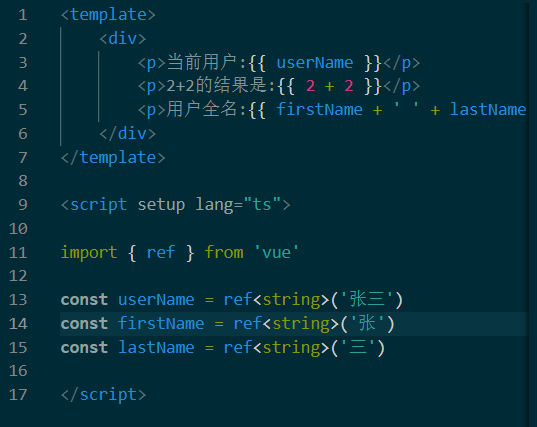 1 <template>
2 <div>
3 <p>当前用户:{{ userName }}</p>
4 <p>2+2的结果是:{{ 2 + 2 }}</p>
5 <p>用户全名:{{ firstName + ' ' + lastName
6 </div>
7 </template>
8
9 <script setup lang="ts">
10
11 import { ref } from 'vue'
12
13 const userName = ref<string>('张三')
14 const firstName = ref<string>('张')
15 const lastName = ref<string>('三')
16
17 </script>